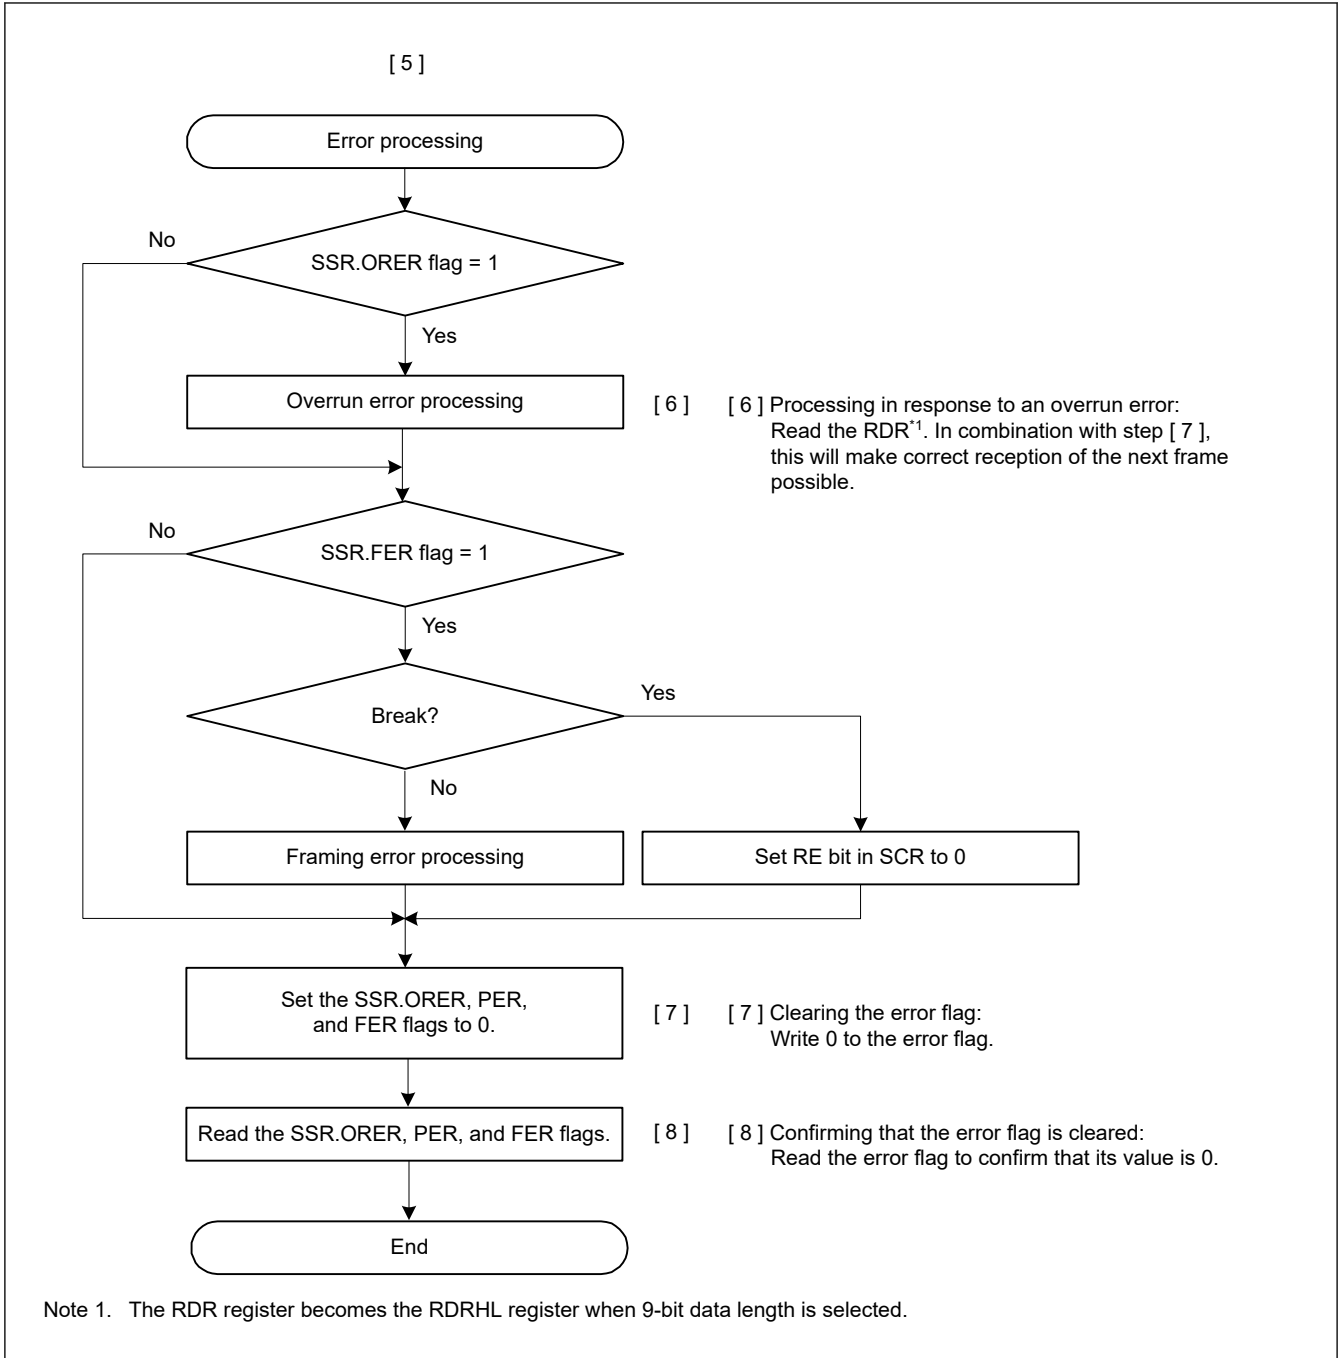 [ 5 ]
Error processing
No
SSR.ORER flag = 1
Yes
Overrun error processing
[ 6 ]
[ 6 ] Processing in response to an overrun error:
Read the RDR*1. In combination with step [ 7 ],
this will make correct reception of the next frame
possible.
No
SSR.FER flag = 1
Yes
Break?
Yes
No
Framing error processing
Set RE bit in SCR to 0
Set the SSR.ORER, PER,
and FER flags to 0.
[ 7 ]
[ 7 ] Clearing the error flag:
Write 0 to the error flag.
Read the SSR.ORER, PER, and FER flags.
[ 8 ]
[ 8 ] Confirming that the error flag is cleared:
Read the error flag to confirm that its value is 0.
End
Note 1. The RDR register becomes the RDRHL register when 9-bit data length is selected.